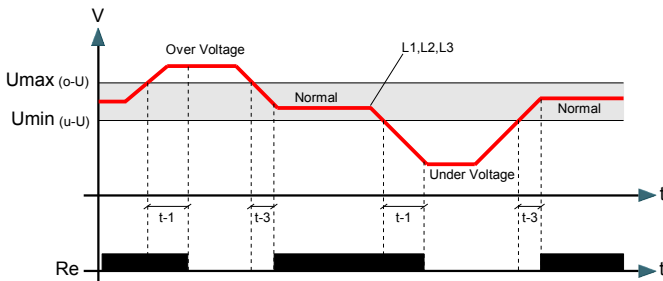 V
Over Voltage
L1,L2,L3
Umax (o-U)
Normal
Normal
Umin (u-U)
Under Voltage
t
t-1
t-3
t-1
t-3
Re
t